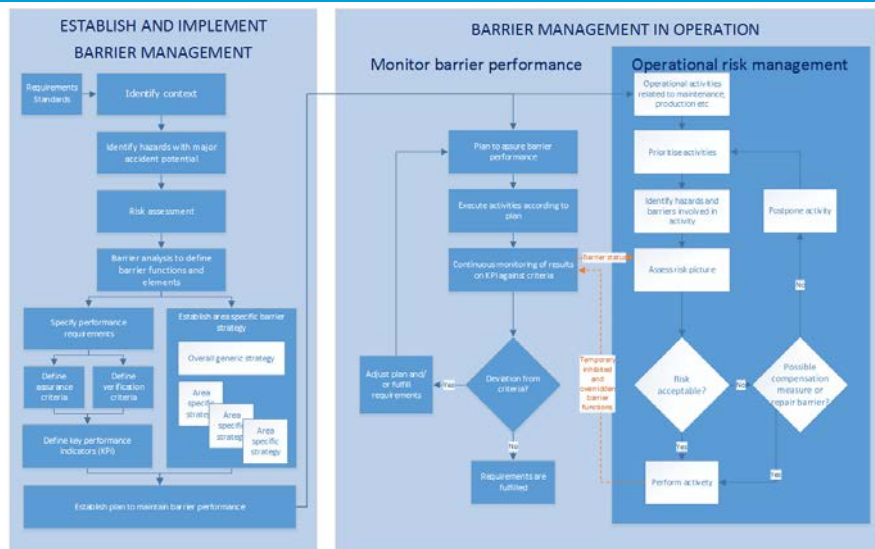 ESTABLISH AND IMPLEMENT
BARRIER MANAGEMENT
Requirements
Standards
Identify context
Identify hazards with major
accident potential
Risk assessment
Barrier analysis to define
barrier functions and
elements
Specify performance
requirements
Define
assurance
criteria
Define
verification
criteria
Define key performance
indicators (KPI)
Establish area specific barrier
strategy
Overall generic strategy
Area
specific
strategy
Area
specific
strategy
Area
specific
strategy
Establish plan to maintain barrier performance
BARRIER MANAGEMENT IN OPERATION
Monitor barrier performance
Plan to assure barrier
performance
Execute activities according to
plan
Continuous monitoring of results
on KPI against criteria
Deviation from
criteria?
Yes
Adjust plan and/
or fulfill
requirements
No
Requirements are
fulfilled
Barrier status
Temporary
inhibited
and
overridden
barrier
functions
Operational risk management
Operational activities
related to maintenance,
production etc
Prioritise activities
Identify hazards and
barriers involved in
activity
Assess risk picture
Risk
acceptable?
No
Possible
compensation
measure or
repair barrier?
No
Postpone activity
Yes
Yes
Perform activety